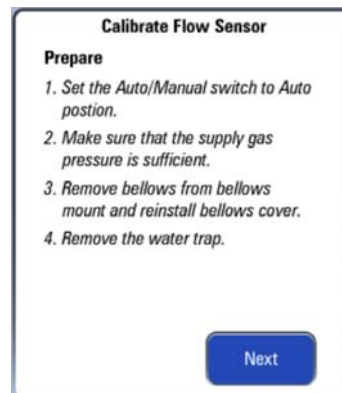 Calibrate Flow Sensor
Prepare
1. Set the Auto/Manual switch to Auto
postion.
2. Make sure that the supply gas
pressure is sufficient.
3. Remove bellows from bellows
mount and reinstall bellows cover.
4. Remove the water trap.
Next